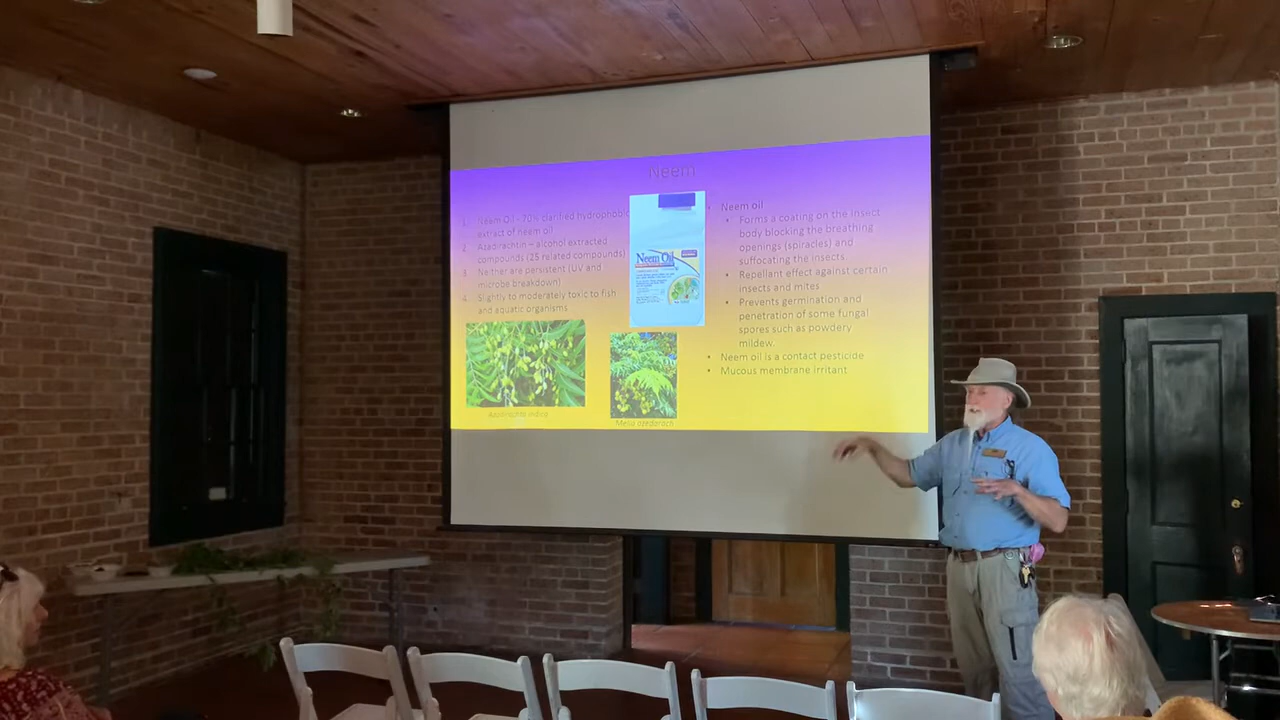 Neem
1. Neem Oil - 70% clarified hydrophobic
extract of neem oil
2. Azadirachtin – alcohol extracted
compounds (25 related compounds)
3. Neither are persistent (UV and
microbe breakdown)
4. Slightly to moderately toxic to fish
and aquatic organisms
Azadirachta indica
Neem Oil
Melia azedarach
• Neem oil
• Forms a coating on the insect
body blocking the breathing
openings (spiracles) and
suffocating the insects.
• Repellant effect against certain
insects and mites
• Prevents germination and
penetration of some fungal
spores such as powdery
mildew.
• Neem oil is a contact pesticide
• Mucous membrane irritant